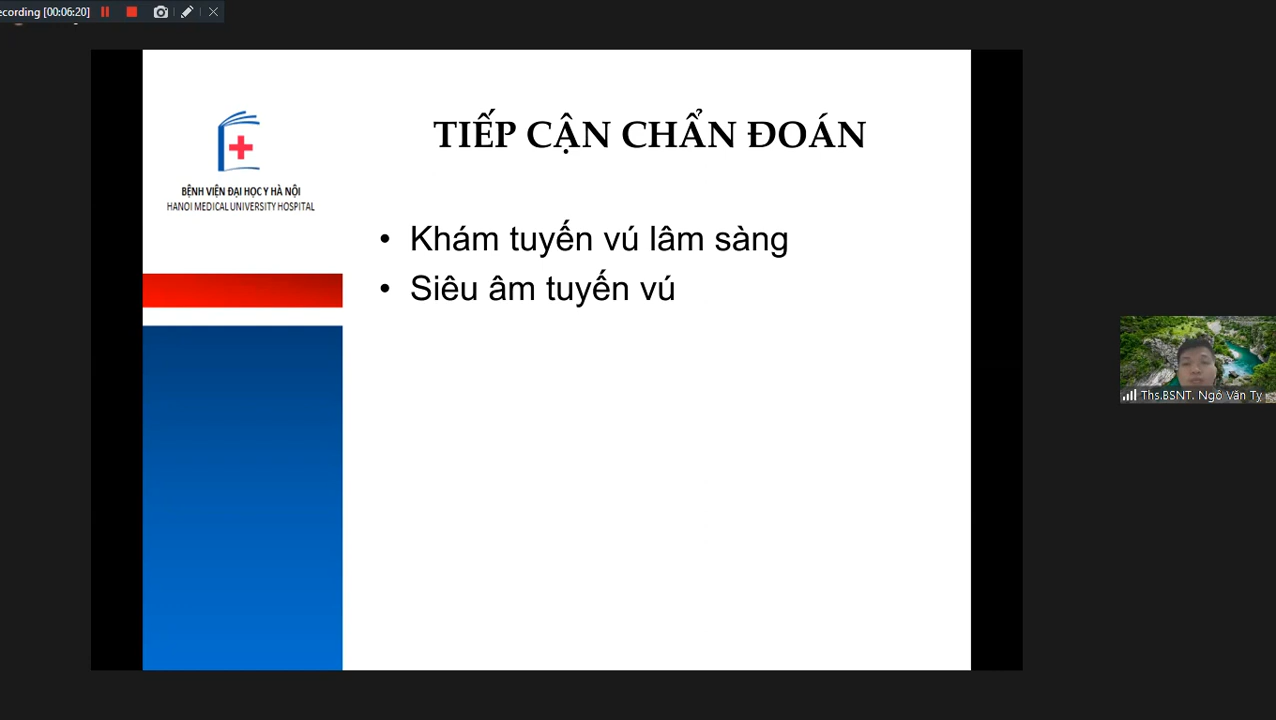 ecording [00:06:20]
TIẾP CẬN CHẨN ĐOÁN
BỆNH VIỆN ĐẠI HỌC Y HÀ NỘI
HANOI MEDICAL UNIVERSITY HOSPITAL
• Khám tuyến vú lâm sàng
• Siêu âm tuyến vú
Ths.BSNT. Ngô Văn Tỵ